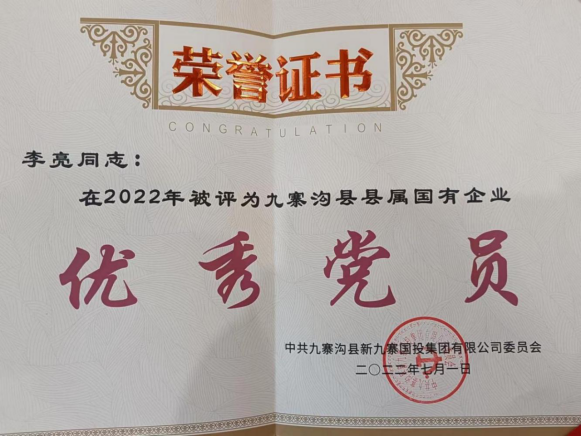 荣誉证书
CONGRATULATION
李亮同志：
在2022年被评为九寨沟县县属国有企业
优秀党员
中共九寨沟县新九寨国投集团有限公司委员会
二〇二二年七月一日